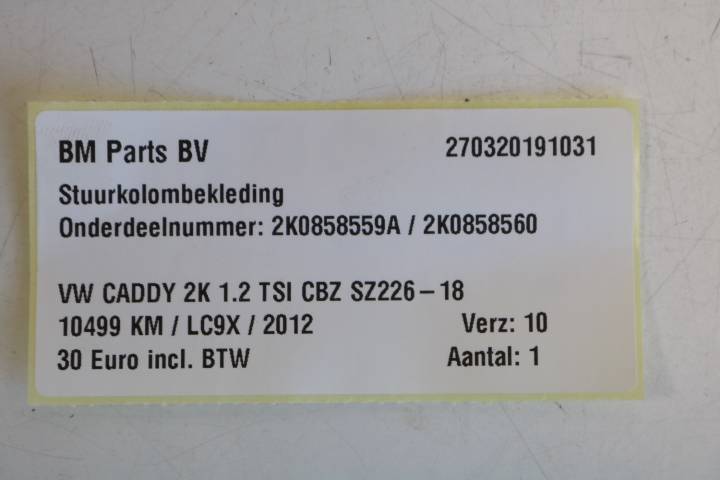 BM Parts BV 270320191031
Stuurkolombekleding
Onderdeelnummer: 2K0858559A / 2K0858560
VW CADDY 2K 1.2 TSI CBZ SZ226 – 18
10499 KM / LC9X / 2012 Verz: 10
30 Euro incl. BTW Aantal: 1